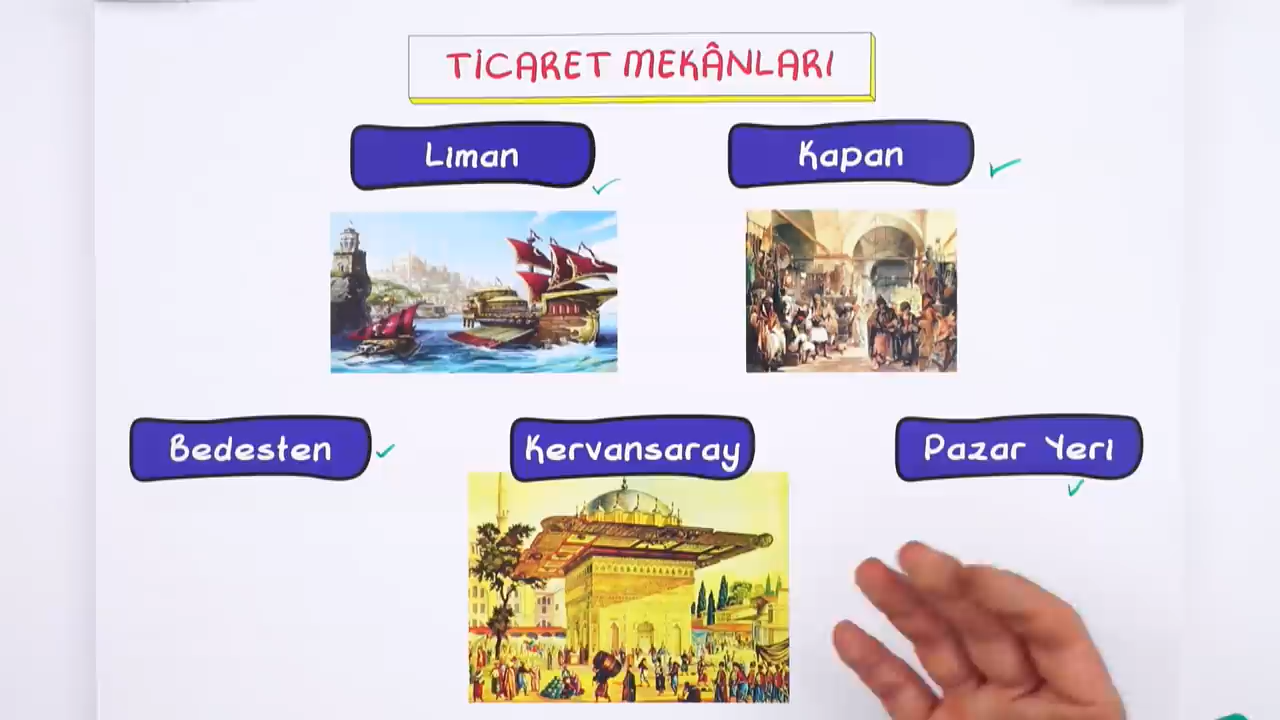 TİCARET MEKÂNLARI
Liman
Kapan
Bedesten
Kervansaray
Pazar Yeri